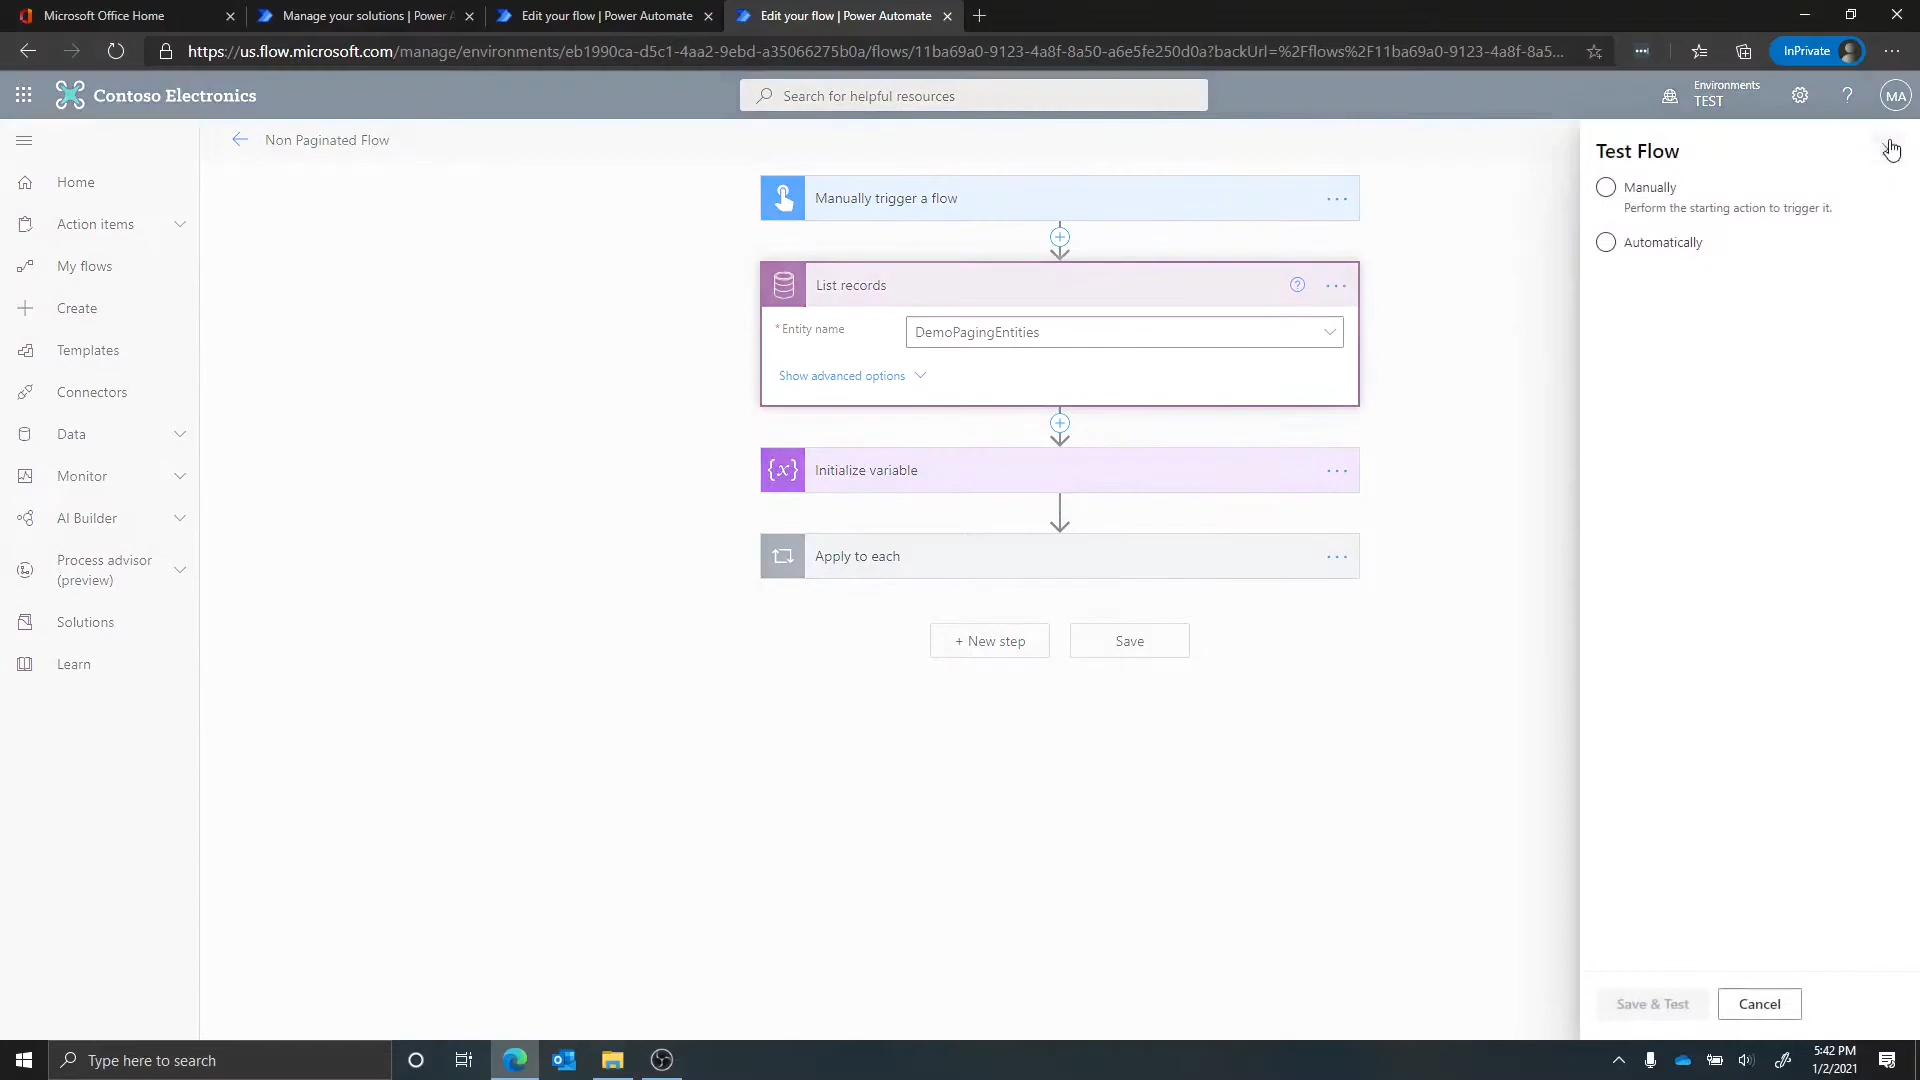 Microsoft Office Home
Manage your solutions | Power A
Edit your flow | Power Automate
Edit your flow | Power Automate
https://us.flow.microsoft.com/manage/environments/eb1990ca-d5c1-4aa2-9ebd-a35066275b0a/flows/11ba69a0-9123-4a8f-8a50-a6e5fe250d0a?backUrl=%2Fflows%2F11ba69a0-9123-4a8f-8a5...
InPrivate
Contoso Electronics
Search for helpful resources
Environments
TEST
MA
Non Paginated Flow
Home
Action items
My flows
Create
Templates
Connectors
Data
Monitor
AI Builder
Process advisor
(preview)
Solutions
Learn
Manually trigger a flow
List records
* Entity name
DemoPagingEntities
Show advanced options
{x} Initialize variable
Apply to each
+ New step
Save
Test Flow
Manually
Perform the starting action to trigger it.
Automatically
Save & Test
Cancel
Type here to search
5:42 PM
1/2/2021